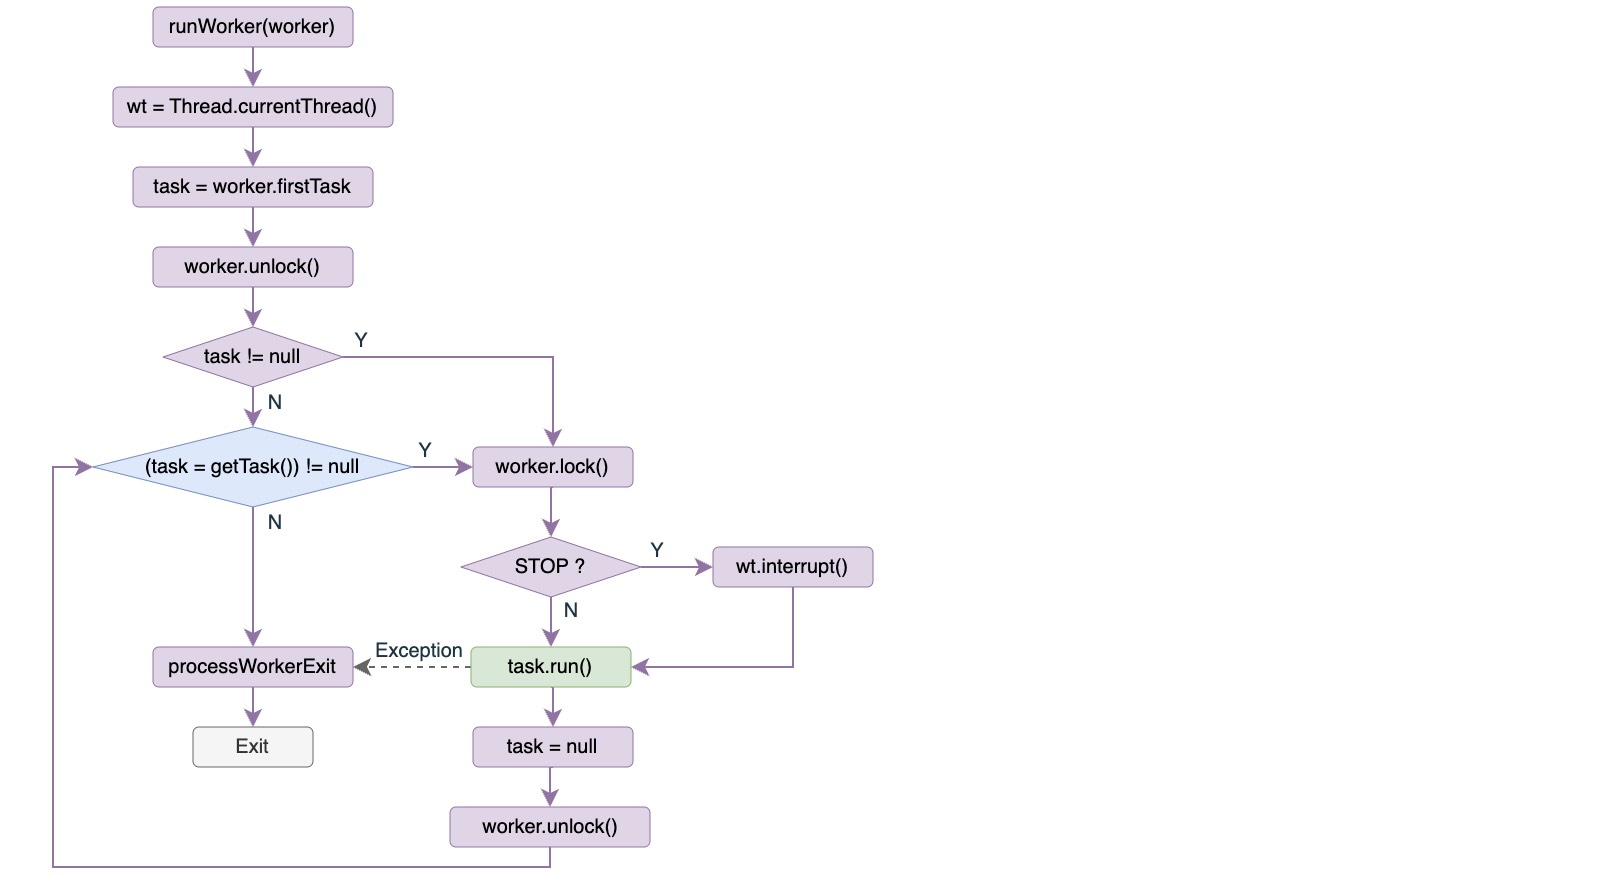 runWorker(worker)
wt = Thread.currentThread()
task = worker.firstTask
worker.unlock()
task != null
Y
N
(task = getTask()) != null
Y
worker.lock()
N
STOP ?
Y
wt.interrupt()
N
processWorkerExit
Exception
task.run()
Exit
task = null
worker.unlock()